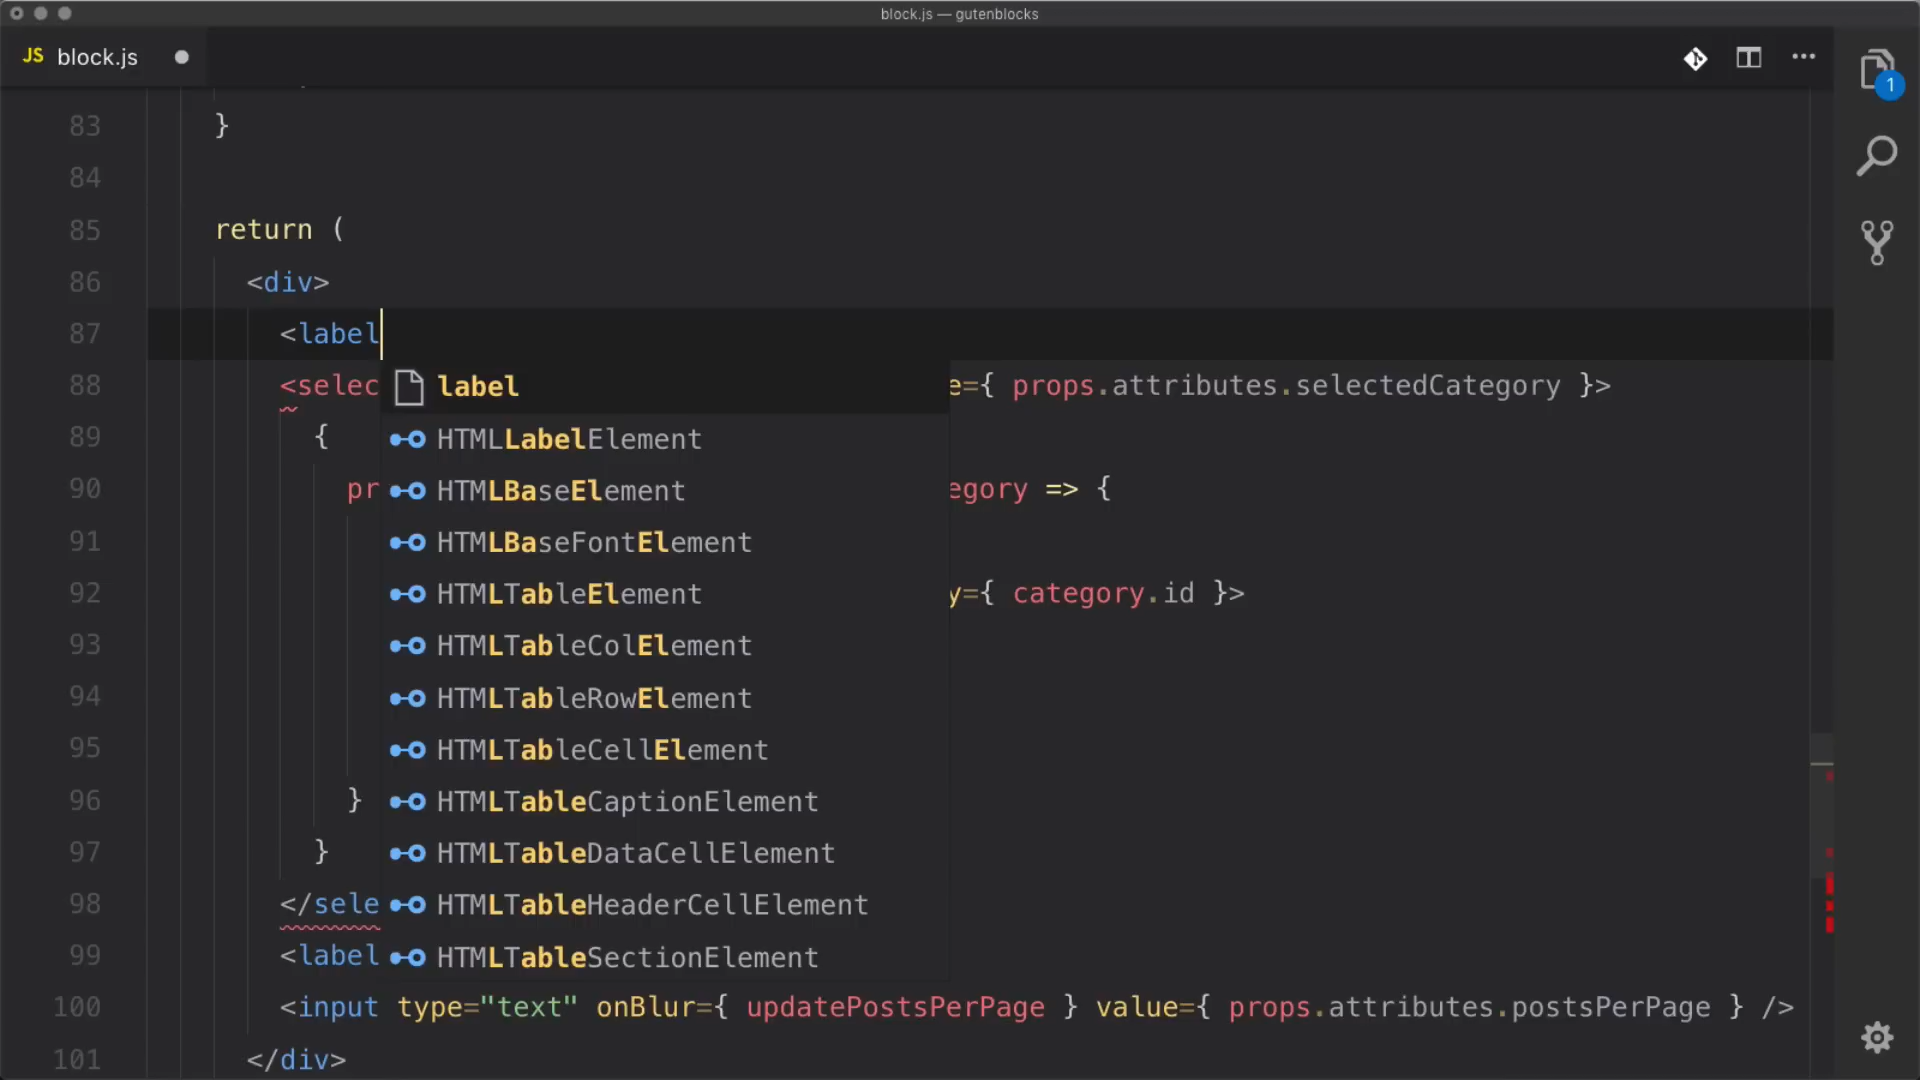 block.js — gutenblocks
JS block.js
1
83 }
84
85 return (
86 <div>
87 <label
88 <selec e={ props.attributes.selectedCategory }>
label
89 {
HTMLLabelElement
90 pr egory => {
HTMLBaseElement
91
HTMLBaseFontElement
92 y={ category.id }>
HTMLTableElement
93
HTMLTableColElement
94
HTMLTableRowElement
95
HTMLTableCellElement
96 }
HTMLTableCaptionElement
97 }
HTMLTableDataCellElement
98 </sele
HTMLTableHeaderCellElement
99 <label
HTMLTableSectionElement
100 <input type="text" onBlur={ updatePostsPerPage } value={ props.attributes.postsPerPage } />
101 </div>